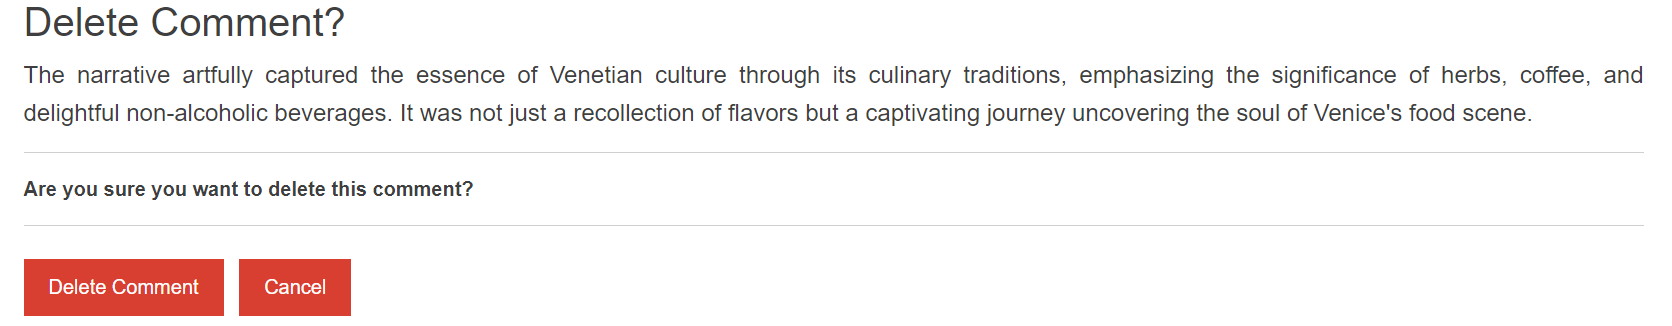 Delete Comment?
The narrative artfully captured the essence of Venetian culture through its culinary traditions, emphasizing the significance of herbs, coffee, and
delightful non-alcoholic beverages. It was not just a recollection of flavors but a captivating journey uncovering the soul of Venice's food scene.
Are you sure you want to delete this comment?
Delete Comment Cancel